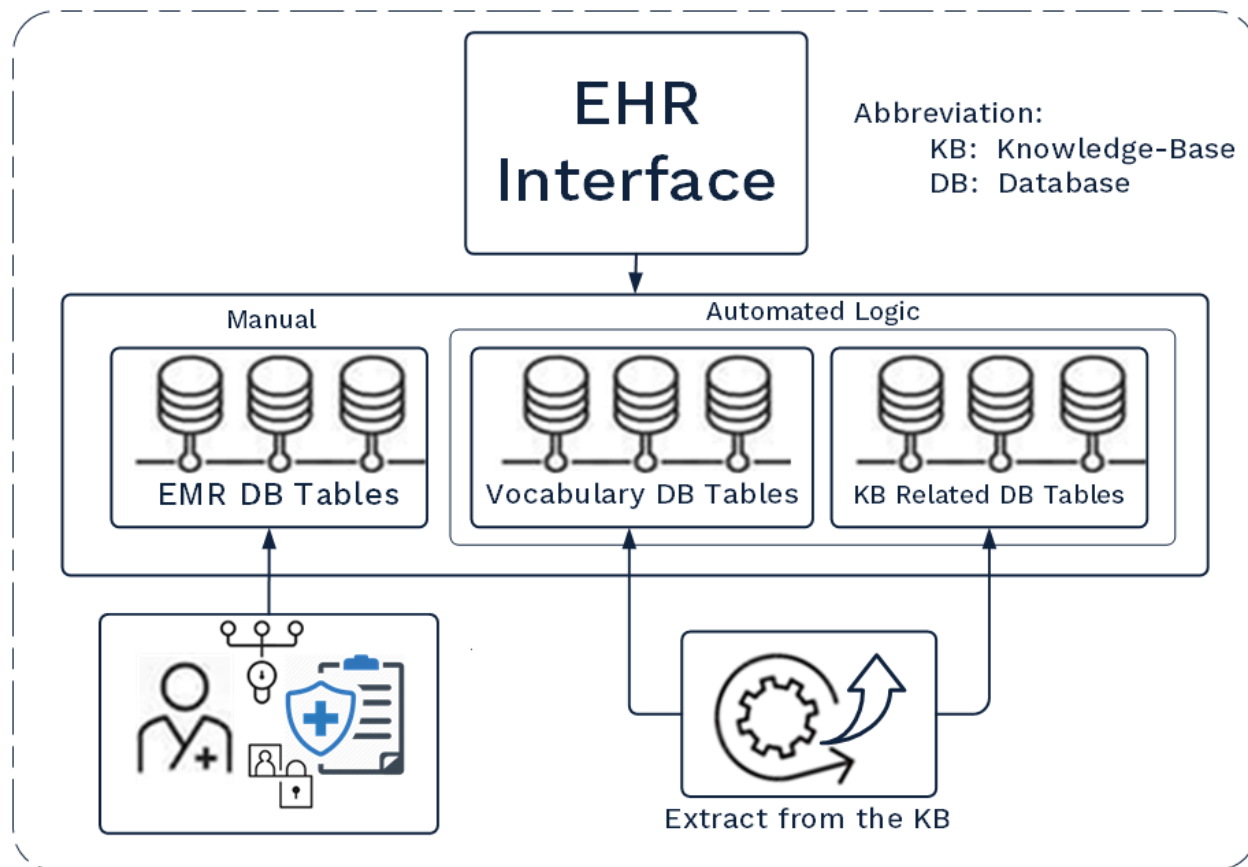 EHR
Interface
Abbreviation:
KB: Knowledge-Base
DB: Database
Manual
Automated Logic
EMR DB Tables
Vocabulary DB Tables
KB Related DB Tables
Extract from the KB